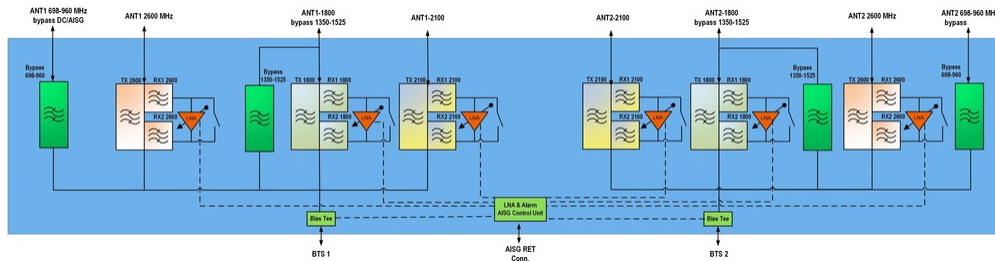 ANT1 698-960 MHz
bypass DC/AISG
ANT1 2600 MHz
ANT1-1800
bypass 1350-1525
ANT1-2100
ANT2-2100
ANT2-1800
bypass 1350-1525
ANT2 2600 MHz
ANT2 698-960 MH
bypass
Bypass
698-960
TX 2600
RX1 2600
RX2 2600
LNA
Bypass
1350-1525
TX 1800
RX1 1800
RX2 1800
LNA
TX 2100
RX1 2100
RX2 2100
LNA
TX 2100
RX1 2100
RX2 2100
LNA
TX 1800
RX1 1800
RX2 1800
LNA
Bypass
1350-1525
TX 2600
RX1 2600
RX2 2600
LNA
Bypass
698-960
LNA & Alarm
AISG Control Unit
Bias Tee
Bias Tee
BTS 1
AISG RET
Conn.
BTS 2